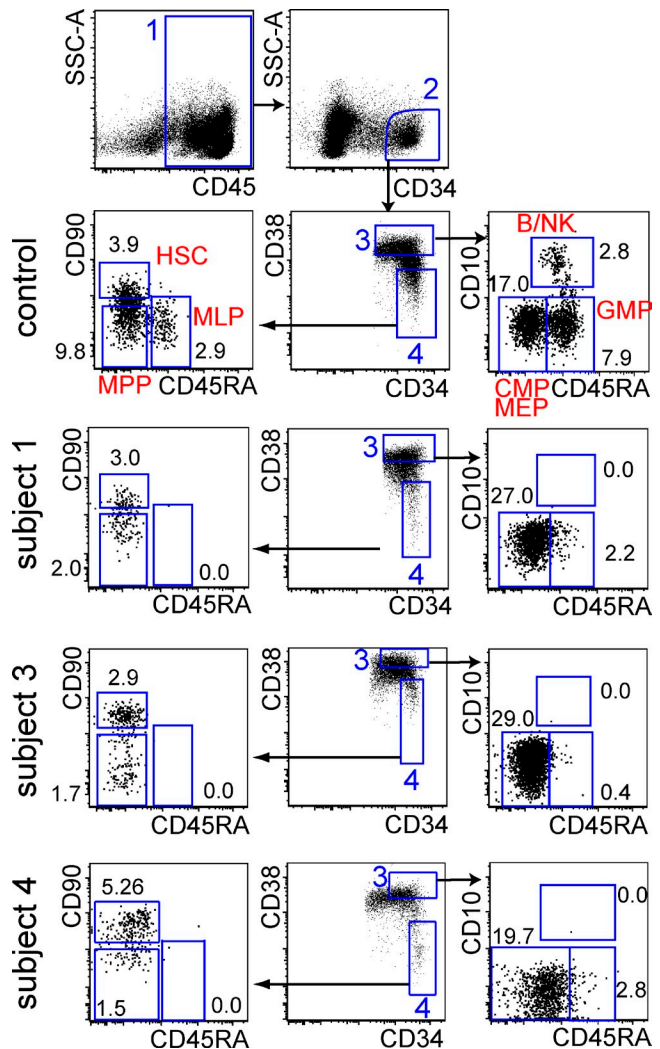 SSC-A
1
CD45
SSC-A
2
CD34
control
CD90
3.9
HSC
MLP
9.8
2.9
MPP
CD45RA
CD38
3
4
CD34
B/NK
CD10
2.8
17.0
GMP
7.9
CMP
MEP
CD45RA
subject 1
CD90
3.0
2.0
0.0
CD45RA
CD38
3
4
CD34
CD10
0.0
27.0
2.2
CD45RA
subject 3
CD90
2.9
1.7
0.0
CD45RA
CD38
3
4
CD34
CD10
0.0
29.0
0.4
CD45RA
subject 4
CD90
5.26
1.5
0.0
CD45RA
CD38
3
4
CD34
CD10
0.0
19.7
2.8
CD45RA